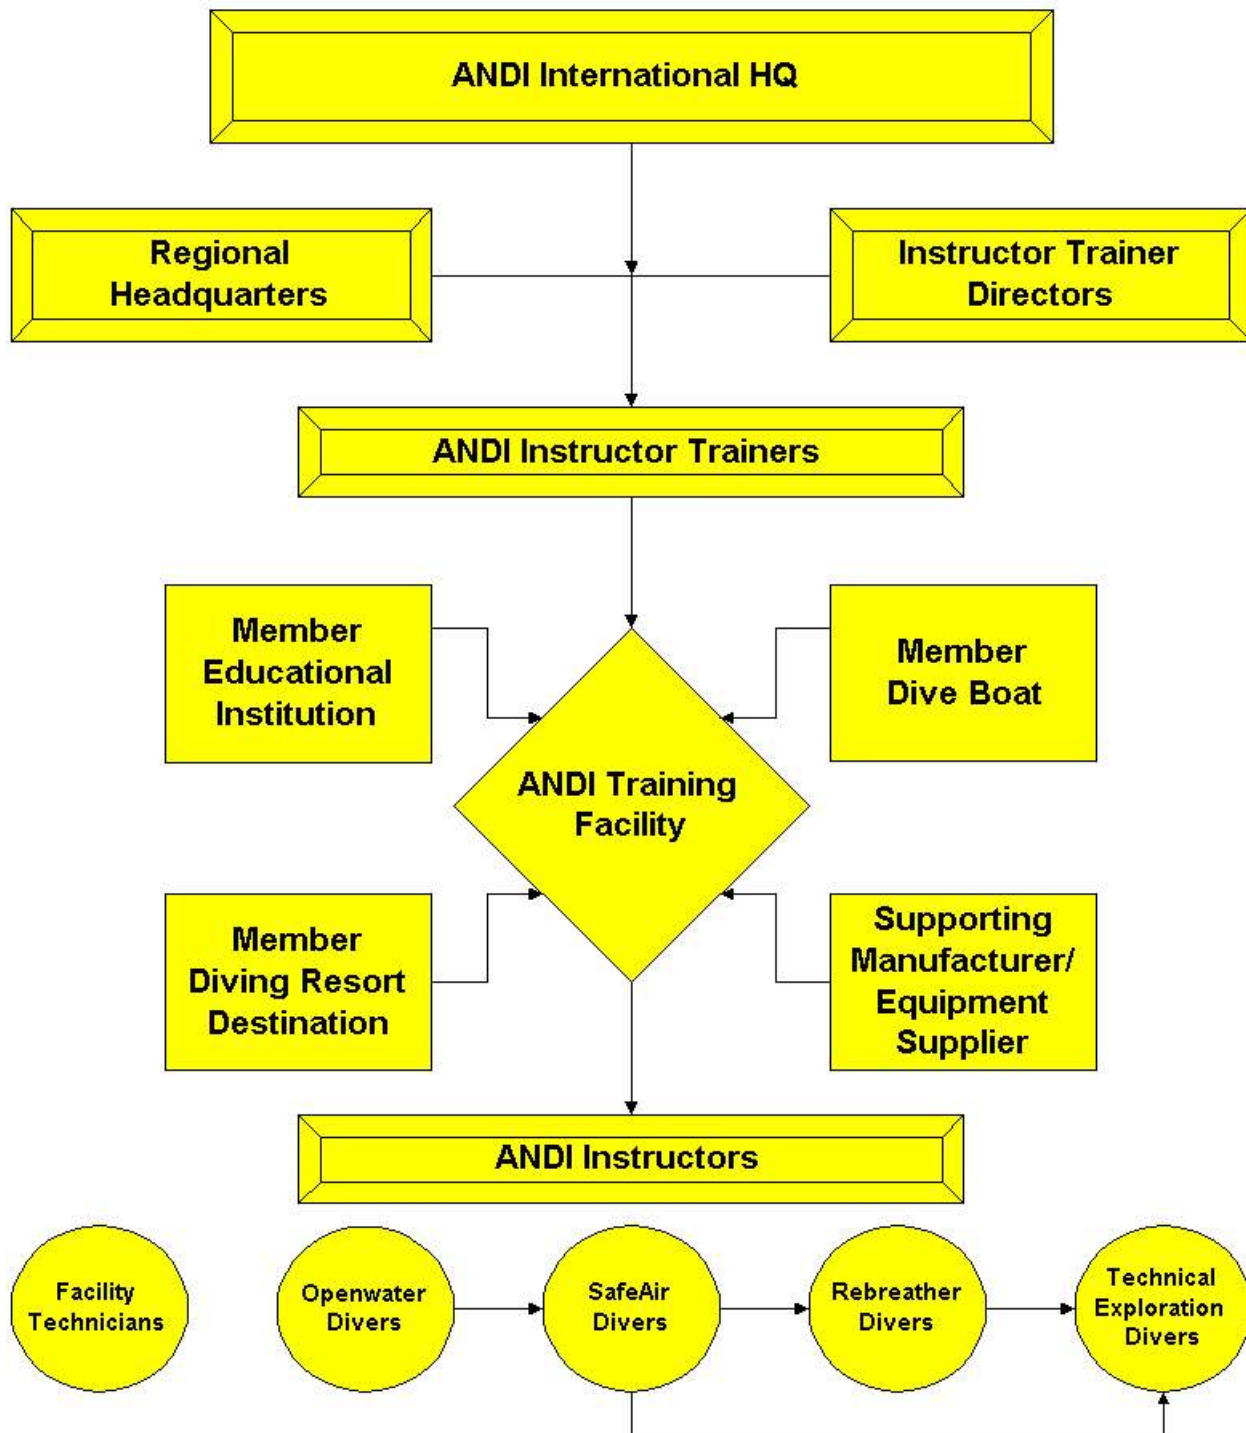 ANDI International HQ
Regional
Headquarters
Instructor Trainer
Directors
ANDI Instructor Trainers
Member
Educational
Institution
Member
Dive Boat
ANDI Training
Facility
Member
Diving Resort
Destination
Supporting
Manufacturer/
Equipment
Supplier
ANDI Instructors
Facility
Technicians
Openwater
Divers
SafeAir
Divers
Rebreather
Divers
Technical
Exploration
Divers